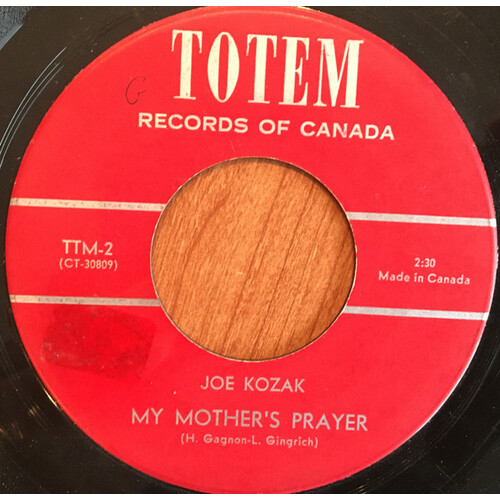 TOTEM
G
RECORDS OF CANADA
TTM-2
(CT-30809)
2:30
Made in Canada
JOE KOZAK
MY MOTHER'S PRAYER
(H. Gagnon-L. Gingrich)